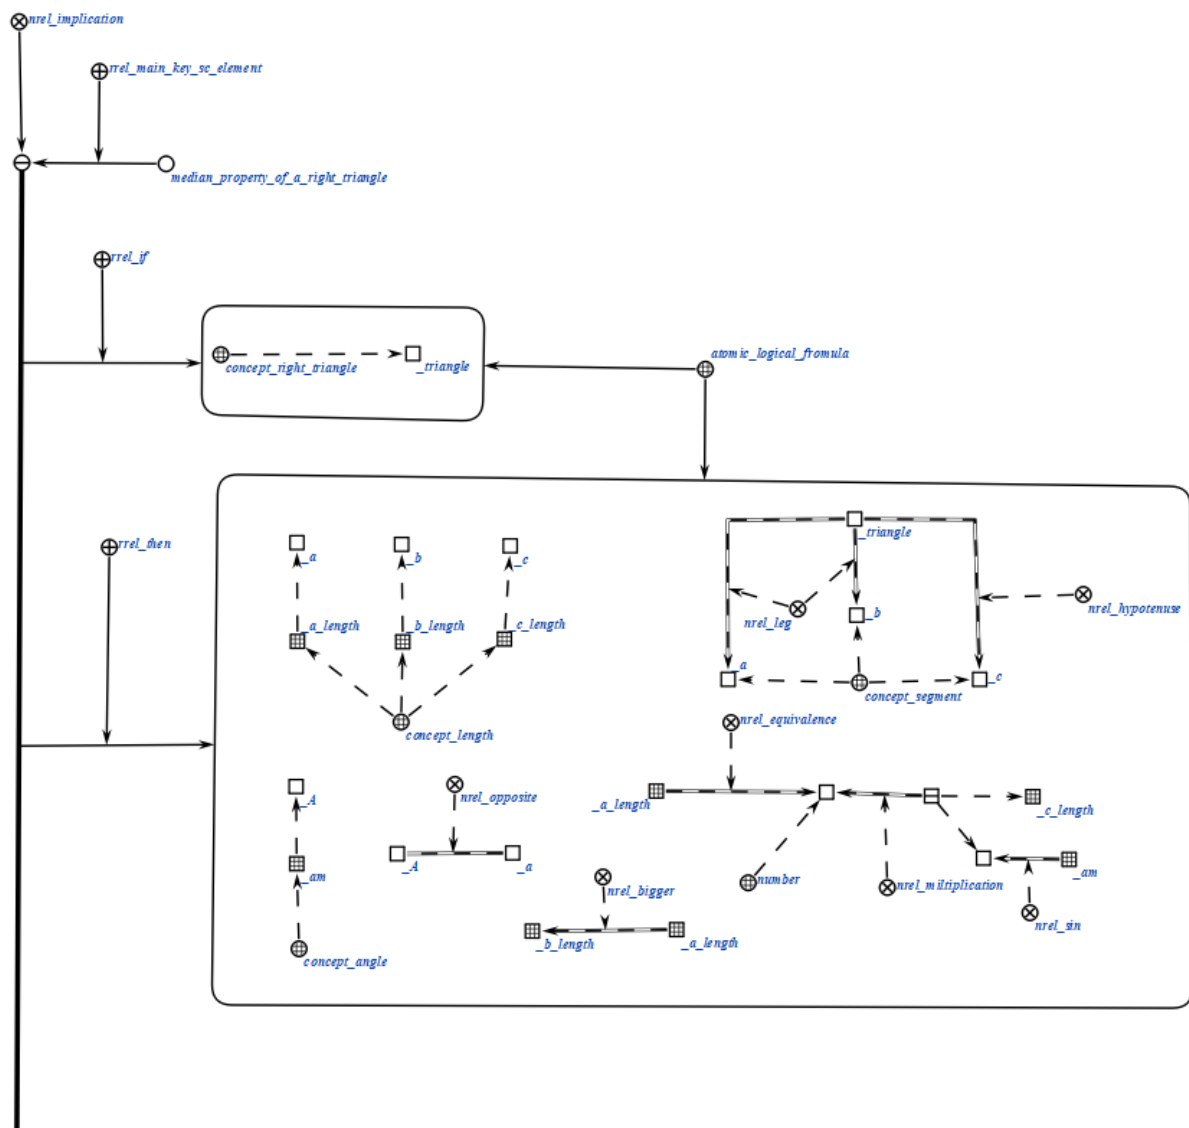 nrel_implication
rrel_main_key_sc_element
median_property_of_a_right_triangle
rrel_if
concept_right_triangle
_triangle
atomic_logical_fromula
rrel_then
_a
_b
_c
_a_length
_b_length
_c_length
concept_length
_triangle
nrel_leg
_b
nrel_hypotenuse
_a
concept_segment
_c
nrel_equivalence
_A
nrel_opposite
_a_length
_c_length
_am
_A
_a
nrel_bigger
number
nrel_miltiplication
_am
nrel_sin
_b_length
_a_length
concept_angle